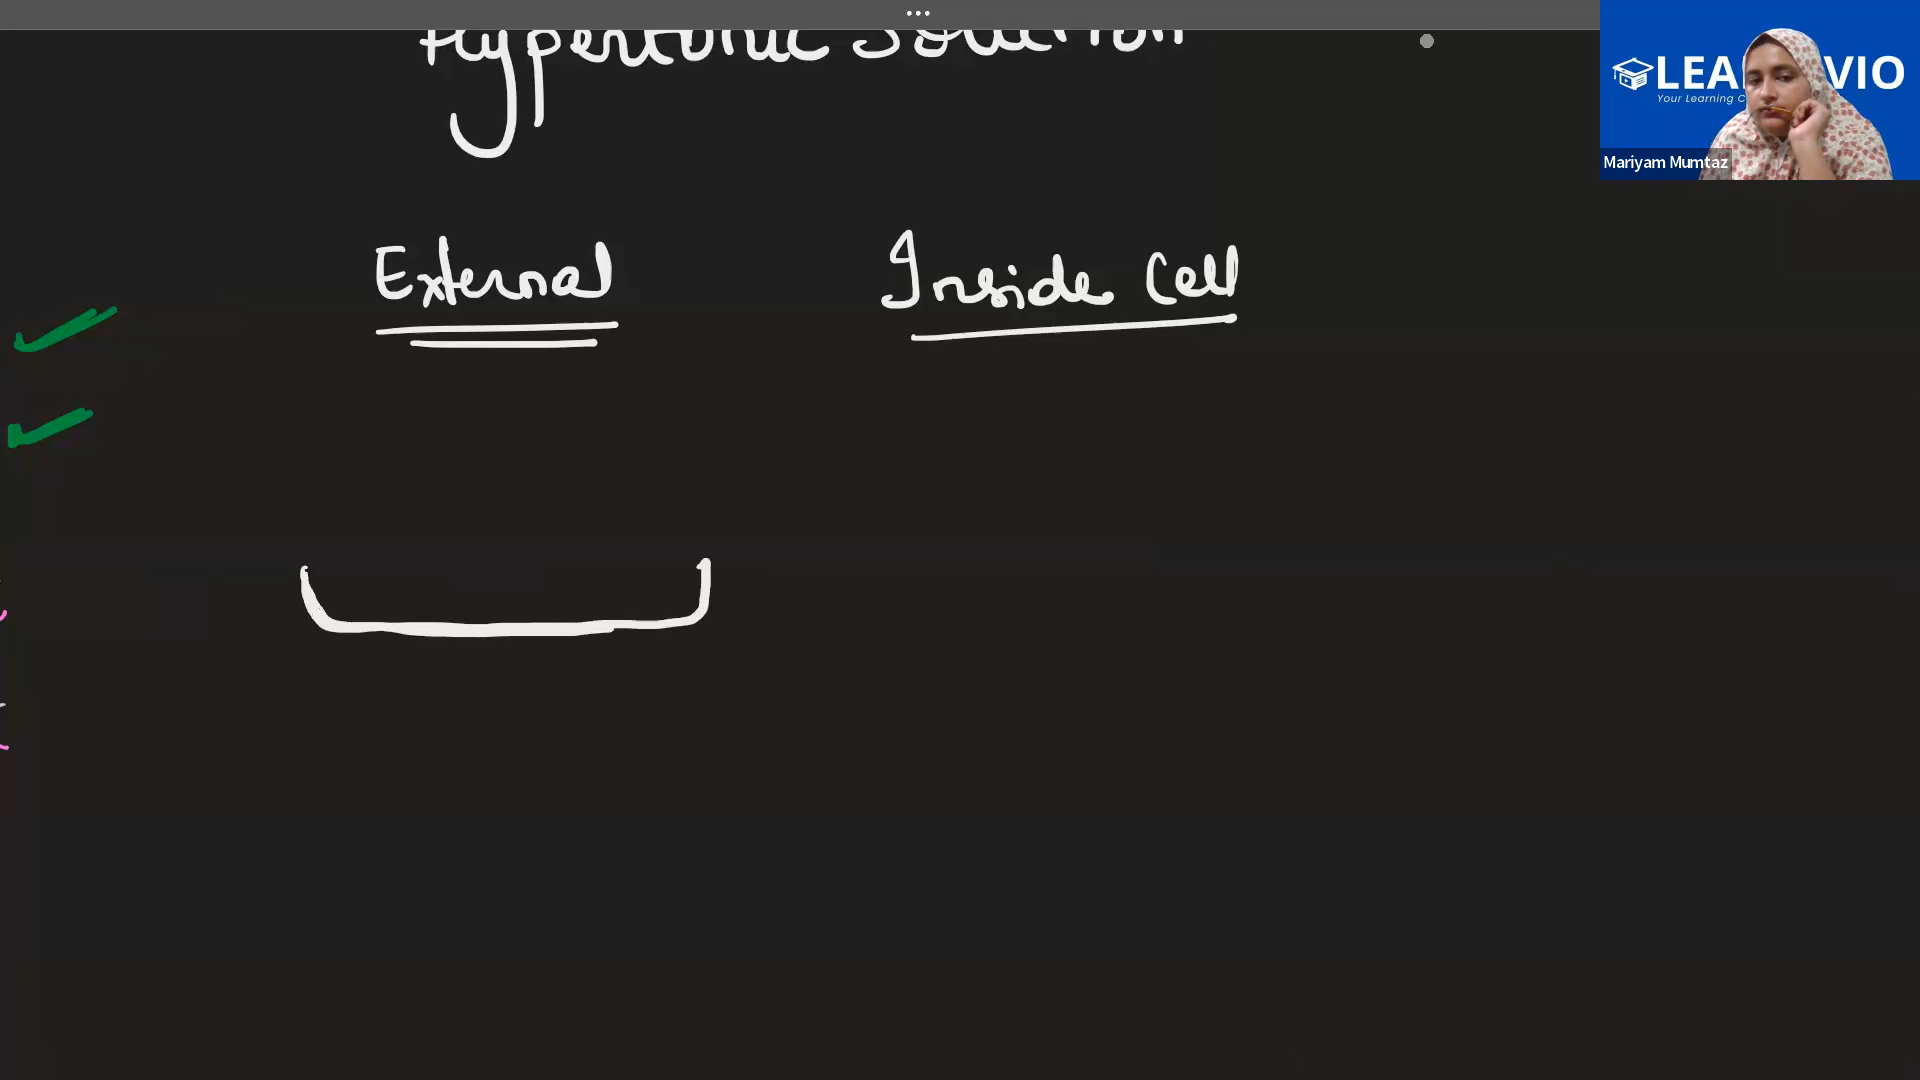 Hypertonic Solution
LEA VIO
Your Learning C
Mariyam Mumtaz
External Inside Cell